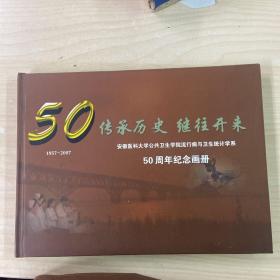 50 传承历史 继往开来
1957-2007
安徽医科大学公共卫生学院流行病与卫生统计学系
50周年纪念画册